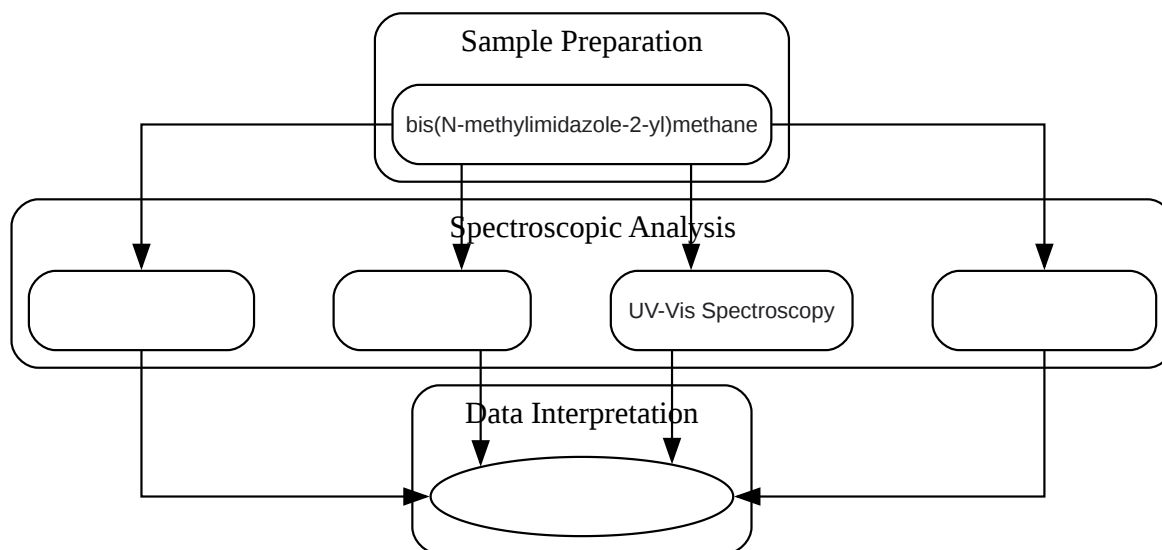 Sample Preparation
bis(N-methylimidazole-2-yl)methane
Spectroscopic Analysis
UV-Vis Spectroscopy
Data Interpretation